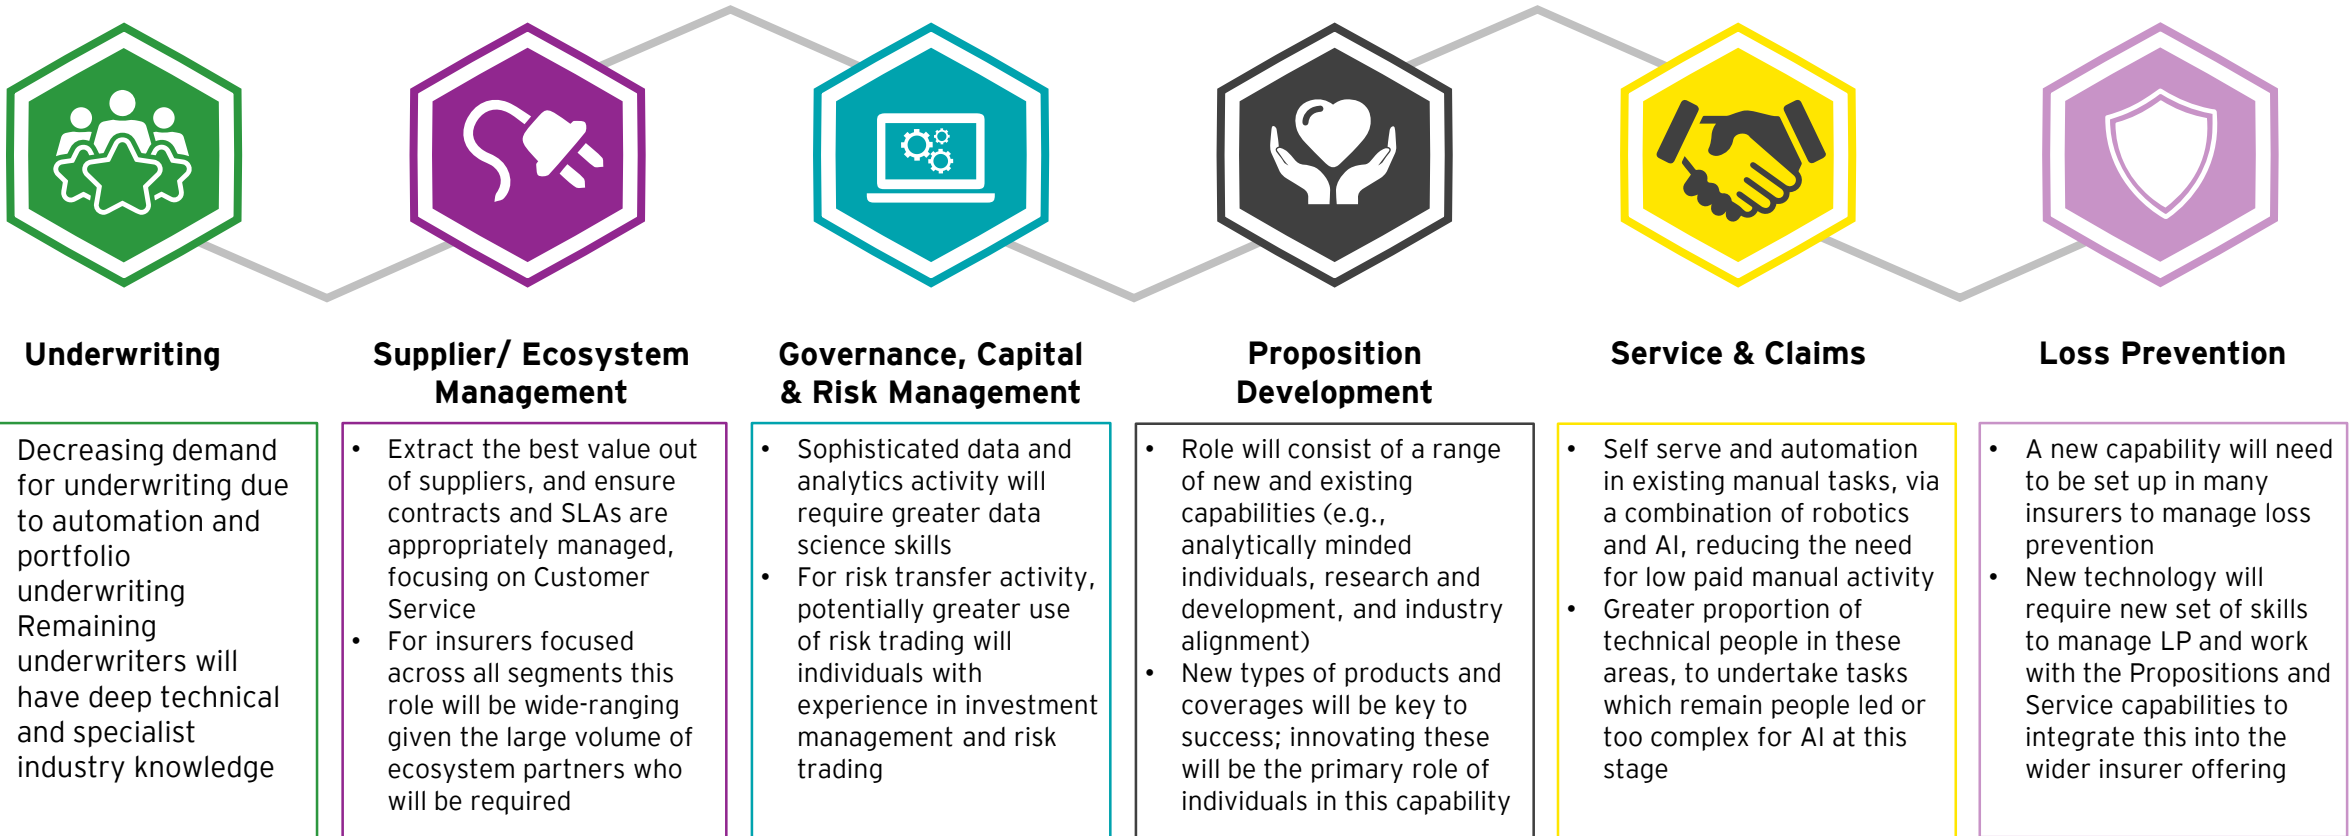 Underwriting
Decreasing demand
for underwriting due
to automation and
portfolio
underwriting
Remaining
underwriters will
have deep technical
and specialist
industry knowledge
Supplier/ Ecosystem
Management
• Extract the best value out
of suppliers, and ensure
contracts and SLAs are
appropriately managed,
focusing on Customer
Service
• For insurers focused
across all segments this
role will be wide-ranging
given the large volume of
ecosystem partners who
will be required
Governance, Capital
& Risk Management
• Sophisticated data and
analytics activity will
require greater data
science skills
• For risk transfer activity,
potentially greater use
of risk trading will
individuals with
experience in investment
management and risk
trading
Proposition
Development
• Role will consist of a range
of new and existing
capabilities (e.g.,
analytically minded
individuals, research and
development, and industry
alignment)
• New types of products and
coverages will be key to
success; innovating these
will be the primary role of
individuals in this capability
Service & Claims
• Self serve and automation
in existing manual tasks, via
a combination of robotics
and AI, reducing the need
for low paid manual activity
• Greater proportion of
technical people in these
areas, to undertake tasks
which remain people led or
too complex for AI at this
stage
Loss Prevention
• A new capability will need
to be set up in many
insurers to manage loss
prevention
• New technology will
require new set of skills
to manage LP and work
with the Propositions and
Service capabilities to
integrate this into the
wider insurer offering